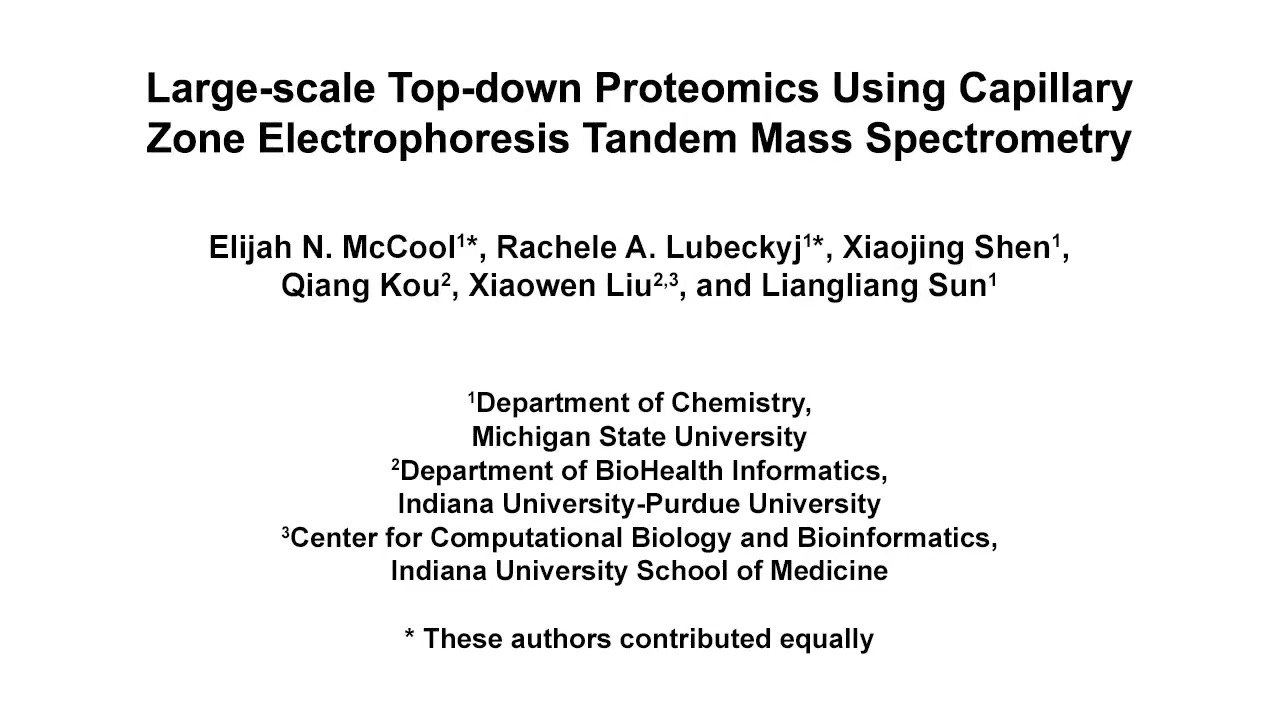 Large-scale Top-down Proteomics Using Capillary
Zone Electrophoresis Tandem Mass Spectrometry
Elijah N. McCool¹*, Rachele A. Lubeckyj¹*, Xiaojing Shen¹,
Qiang Kou², Xiaowen Liu²,³, and Liangliang Sun¹
¹Department of Chemistry,
Michigan State University
²Department of BioHealth Informatics,
Indiana University-Purdue University
³Center for Computational Biology and Bioinformatics,
Indiana University School of Medicine
* These authors contributed equally